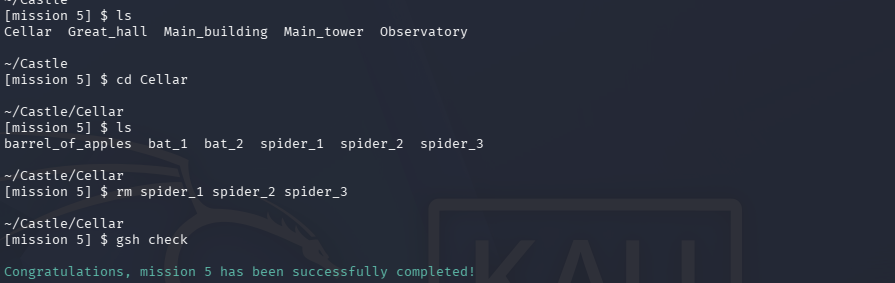 ~/Castle
[mission 5] $ ls
Cellar  Great_hall  Main_building  Main_tower  Observatory
~/Castle
[mission 5] $ cd Cellar
~/Castle/Cellar
[mission 5] $ ls
barrel_of_apples  bat_1  bat_2  spider_1  spider_2  spider_3
~/Castle/Cellar
[mission 5] $ rm spider_1 spider_2 spider_3
~/Castle/Cellar
[mission 5] $ gsh check
KALI
Congratulations, mission 5 has been successfully completed!